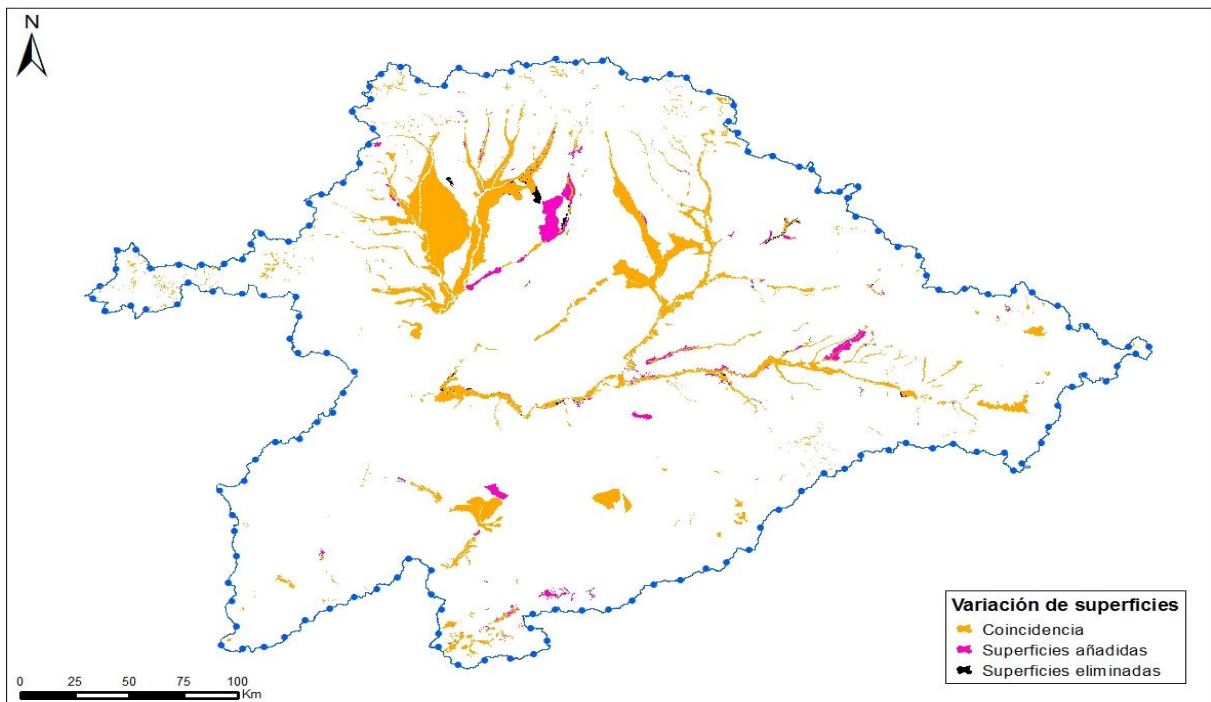 N
Variación de superficies
Coincidencia
Superficies añadidas
Superficies eliminadas
0 25 50 75 100
Km